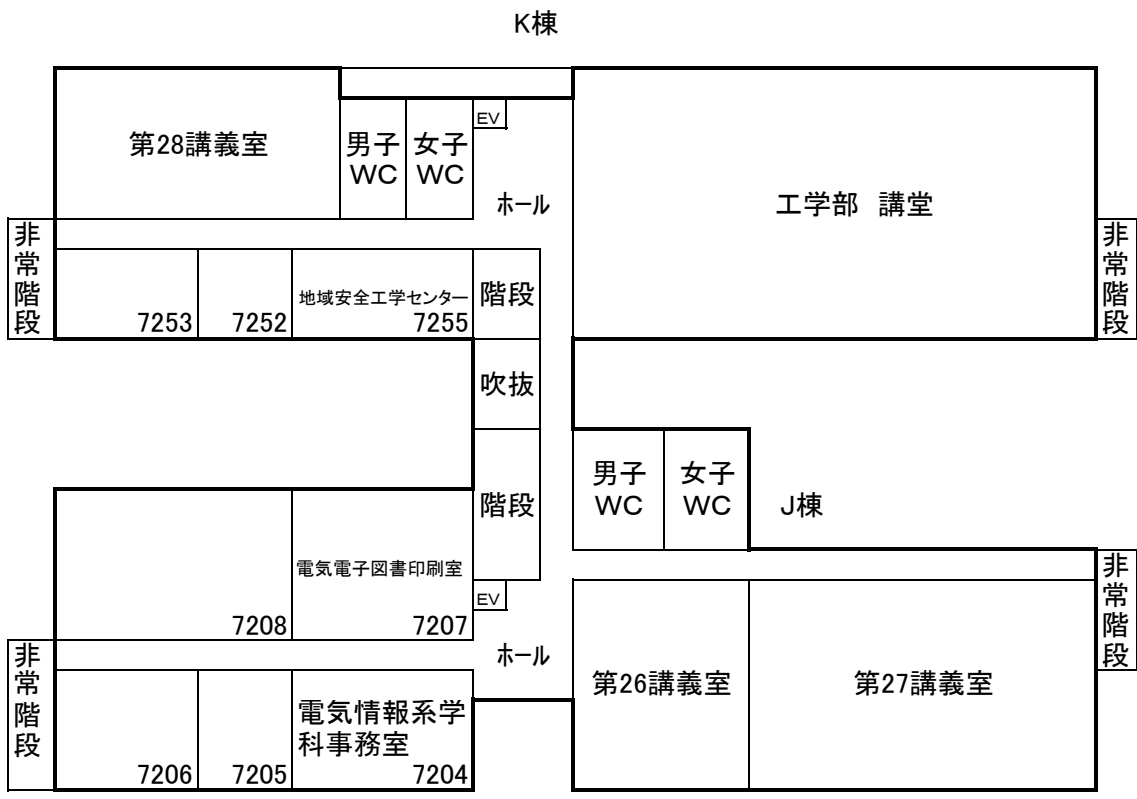 K棟
第28講義室
男子
WC
女子
WC
EV
ホール
工学部　講堂
非常階段
非常階段
7253
7252
地域安全工学センター
7255
階段
吹抜
階段
男子
WC
女子
WC
J棟
7208
電気電子図書印刷室
7207
EV
ホール
非常階段
非常階段
第26講義室
第27講義室
7206
7205
電気情報系学
科事務室
7204